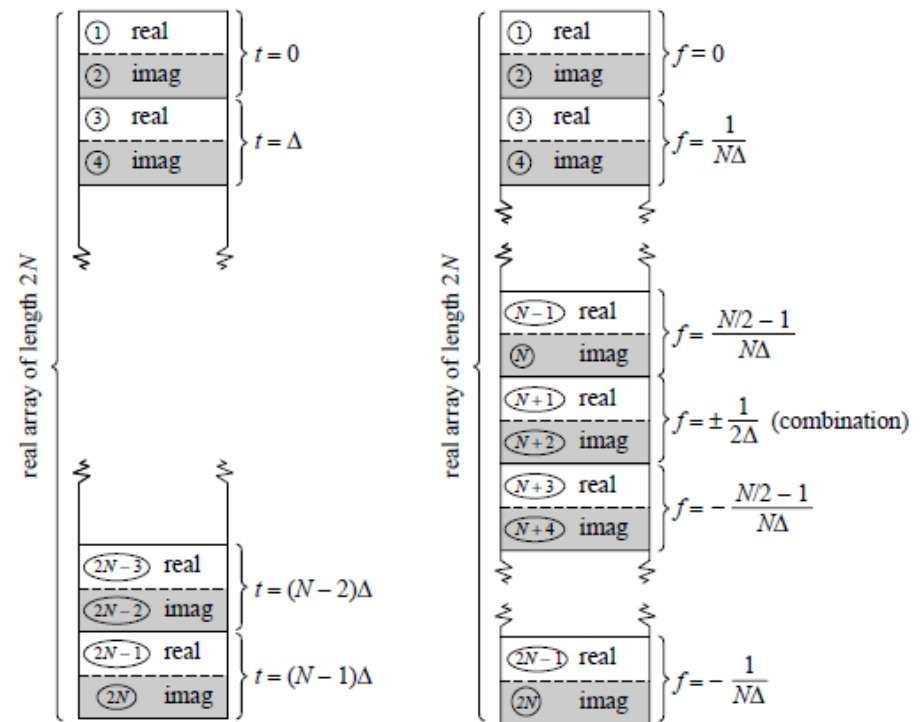 real array of length 2N
① real
② imag
t = 0
③ real
④ imag
t = Δ
2N−3 real
2N−2 imag
t = (N−2)Δ
2N−1 real
2N imag
t = (N−1)Δ
real array of length 2N
① real
② imag
f = 0
③ real
④ imag
f = 1/NΔ
N−1 real
N imag
f = N/2 − 1/NΔ
N+1 real
N+2 imag
f = ± 1/2Δ (combination)
N+3 real
N+4 imag
f = − N/2 − 1/NΔ
2N−1 real
2N imag
f = − 1/NΔ